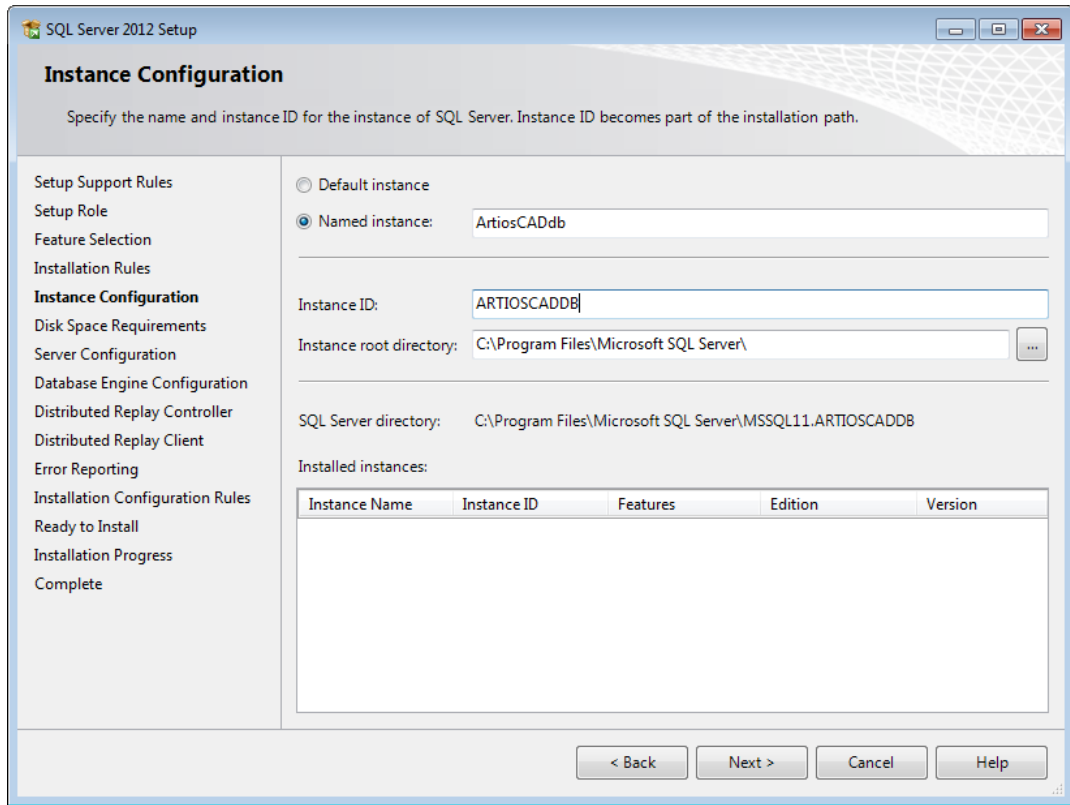 SQL Server 2012 Setup
Instance Configuration
Specify the name and instance ID for the instance of SQL Server. Instance ID becomes part of the installation path.
Setup Support Rules
Setup Role
Feature Selection
Installation Rules
Instance Configuration
Disk Space Requirements
Server Configuration
Database Engine Configuration
Distributed Replay Controller
Distributed Replay Client
Error Reporting
Installation Configuration Rules
Ready to Install
Installation Progress
Complete
Default instance
Named instance: ArtiosCADdb
Instance ID: ARTIOSCADDB
Instance root directory: C:\Program Files\Microsoft SQL Server\ ...
SQL Server directory: C:\Program Files\Microsoft SQL Server\MSSQL11.ARTIOSCADDB
Installed instances:
Instance Name Instance ID Features Edition Version
< Back Next > Cancel Help